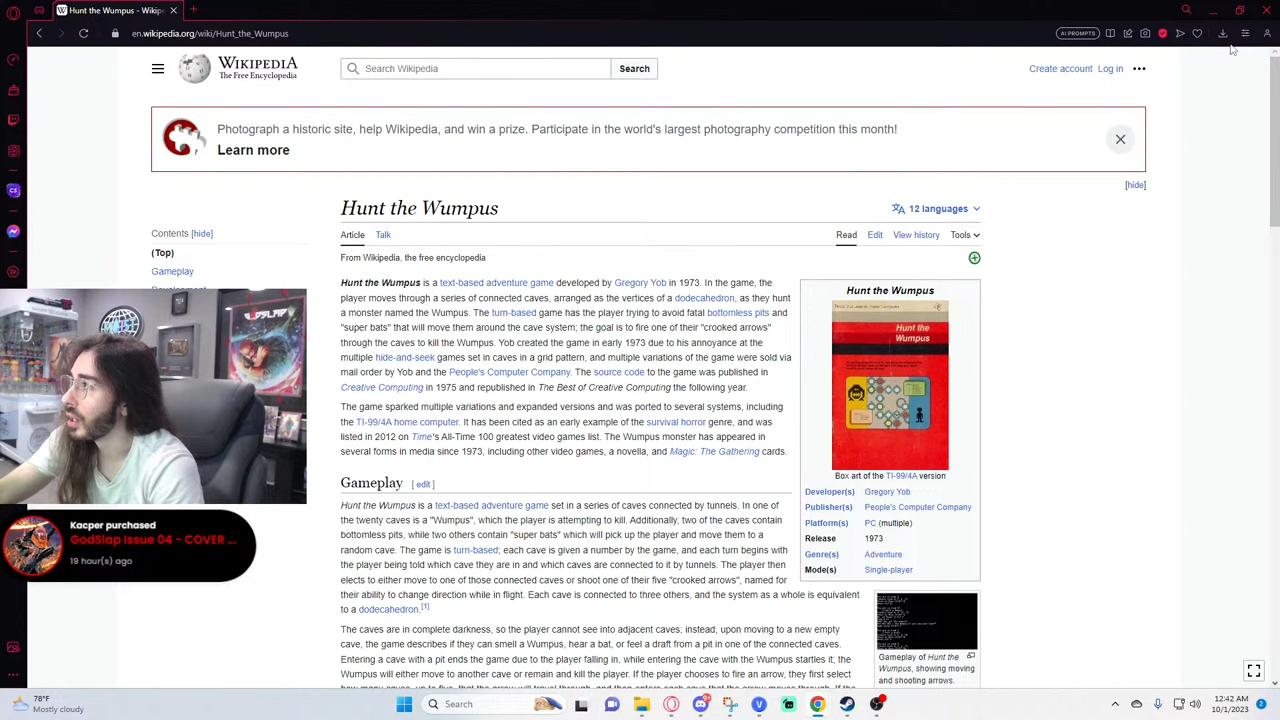 Hunt the Wumpus - Wikip
en.wikipedia.org/wiki/Hunt_the_Wumpus
AI PROMPTS
WIKIPEDIA
The Free Encyclopedia
Search Wikipedia
Search
Create account Log in
Photograph a historic site, help Wikipedia, and win a prize. Participate in the world's largest photography competition this month!
Learn more
[hide]
Hunt the Wumpus
12 languages
Contents [hide]
(Top)
Gameplay
Article Talk
Read Edit View history Tools
From Wikipedia, the free encyclopedia
Hunt the Wumpus is a text-based adventure game developed by Gregory Yob in 1973. In the game, the
player moves through a series of connected caves, arranged as the vertices of a dodecahedron, as they hunt
a monster named the Wumpus. The turn-based game has the player trying to avoid fatal bottomless pits and
"super bats" that will move them around the cave system; the goal is to fire one of their "crooked arrows"
through the caves to kill the Wumpus. Yob created the game in early 1973 due to his annoyance at the
multiple hide-and-seek games set in caves in a grid pattern, and multiple variations of the game were sold via
mail order by Yob and the People's Computer Company. The source code to the game was published in
Creative Computing in 1975 and republished in The Best of Creative Computing the following year.
The game sparked multiple variations and expanded versions and was ported to several systems, including
the TI-99/4A home computer. It has been cited as an early example of the survival horror genre, and was
listed in 2012 on Time's All-Time 100 greatest video games list. The Wumpus monster has appeared in
several forms in media since 1973, including other video games, a novella, and Magic: The Gathering cards.
Gameplay [ edit ]
Hunt the Wumpus is a text-based adventure game set in a series of caves connected by tunnels. In one of
the twenty caves is a "Wumpus", which the player is attempting to kill. Additionally, two of the caves contain
bottomless pits, while two others contain "super bats" which will pick up the player and move them to a
random cave. The game is turn-based; each cave is given a number by the game, and each turn begins with
the player being told which cave they are in and which caves are connected to it by tunnels. The player then
elects to either move to one of those connected caves or shoot one of their five "crooked arrows", named for
their ability to change direction while in flight. Each cave is connected to three others, and the system as a whole is equivalent
to a dodecahedron.[1]
The caves are in complete darkness, so the player cannot see into adjacent caves; instead, upon moving to a new empty
cave, the game describes if they can smell a Wumpus, hear a bat, or feel a draft from a pit in one of the connected caves.
Entering a cave with a pit ends the game due to the player falling in, while entering the cave with the Wumpus startles it; the
Wumpus will either move to another cave or remain and kill the player. If the player chooses to fire an arrow, they first select
Hunt the Wumpus
Hunt the
Wumpus
Box art of the TI-99/4A version
Developer(s) Gregory Yob
Publisher(s) People's Computer Company
Platform(s) PC (multiple)
Release 1973
Genre(s) Adventure
Mode(s) Single-player
Gameplay of Hunt the
Wumpus, showing moving
and shooting arrows.
Kacper purchased
GodSlap Issue 04 - COVER ...
19 hour(s) ago
78°F
Mostly cloudy
Search
12:42 AM
10/1/2023